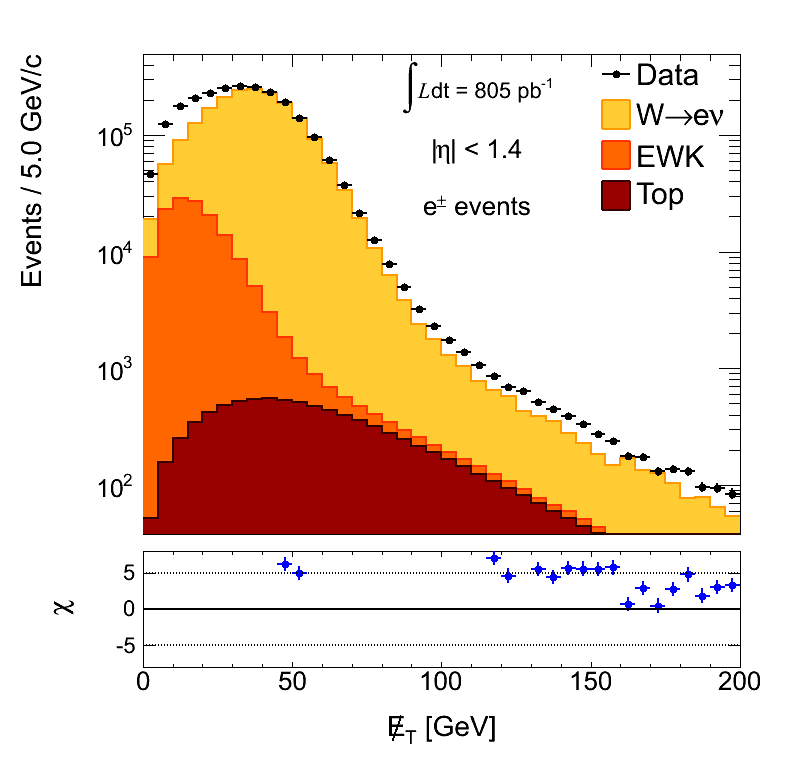 Events / 5.0 GeV/c
10⁵
10⁴
10³
10²
∫ Ldt = 805 pb⁻¹
|η| < 1.4
e± events
Data
W→eν
EWK
Top
χ
5
0
-5
0 50 100 150 200
E̸_T [GeV]